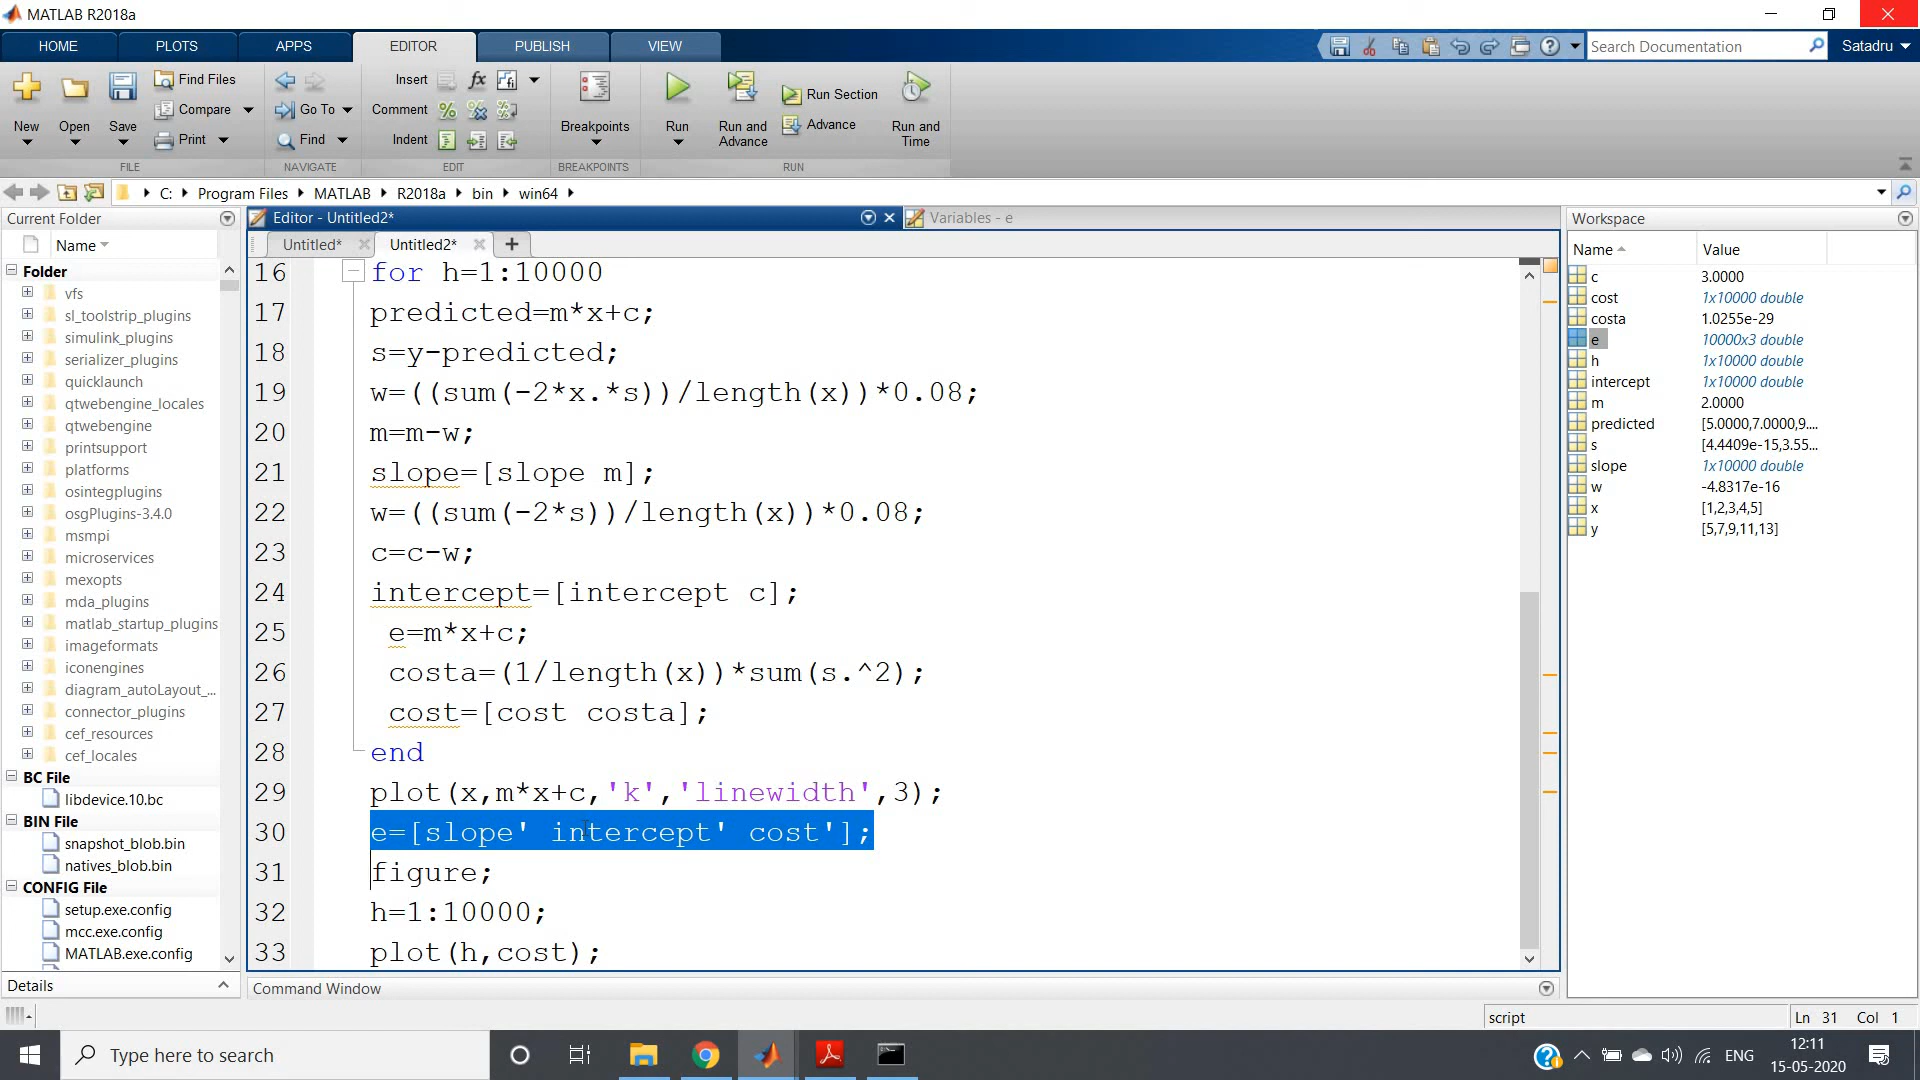 MATLAB R2018a
HOME
PLOTS
APPS
EDITOR
PUBLISH
VIEW
Search Documentation
Satadru
New
Open
Save
Find Files
Compare
Print
FILE
Go To
Find
NAVIGATE
Insert
Comment
Indent
EDIT
Breakpoints
BREAKPOINTS
Run
Run and Advance
Run Section
Advance
Run and Time
RUN
C: Program Files MATLAB R2018a bin win64
Current Folder
Name
Folder
vfs
sl_toolstrip_plugins
simulink_plugins
serializer_plugins
quicklaunch
qtwebengine_locales
qtwebengine
printsupport
platforms
osintegplugins
osgPlugins-3.4.0
msmpi
microservices
mexopts
mda_plugins
matlab_startup_plugins
imageformats
iconengines
diagram_autoLayout_...
connector_plugins
cef_resources
cef_locales
BC File
libdevice.10.bc
BIN File
snapshot_blob.bin
natives_blob.bin
CONFIG File
setup.exe.config
mcc.exe.config
MATLAB.exe.config
Details
Editor - Untitled2*
Variables - e
Untitled*
Untitled2*
16 for h=1:10000
17 predicted=m*x+c;
18 s=y-predicted;
19 w=((sum(-2*x.*s))/length(x))*0.08;
20 m=m-w;
21 slope=[slope m];
22 w=((sum(-2*s))/length(x))*0.08;
23 c=c-w;
24 intercept=[intercept c];
25 e=m*x+c;
26 costa=(1/length(x))*sum(s.^2);
27 cost=[cost costa];
28 end
29 plot(x,m*x+c,'k','linewidth',3);
30 e=[slope' intercept' cost'];
31 figure;
32 h=1:10000;
33 plot(h,cost);
Command Window
Workspace
Name Value
c 3.0000
cost 1x10000 double
costa 1.0255e-29
e 10000x3 double
h 1x10000 double
intercept 1x10000 double
m 2.0000
predicted [5.0000,7.0000,9....
s [4.4409e-15,3.55...
slope 1x10000 double
w -4.8317e-16
x [1,2,3,4,5]
y [5,7,9,11,13]
script
Ln 31 Col 1
Type here to search
ENG
12:11
15-05-2020